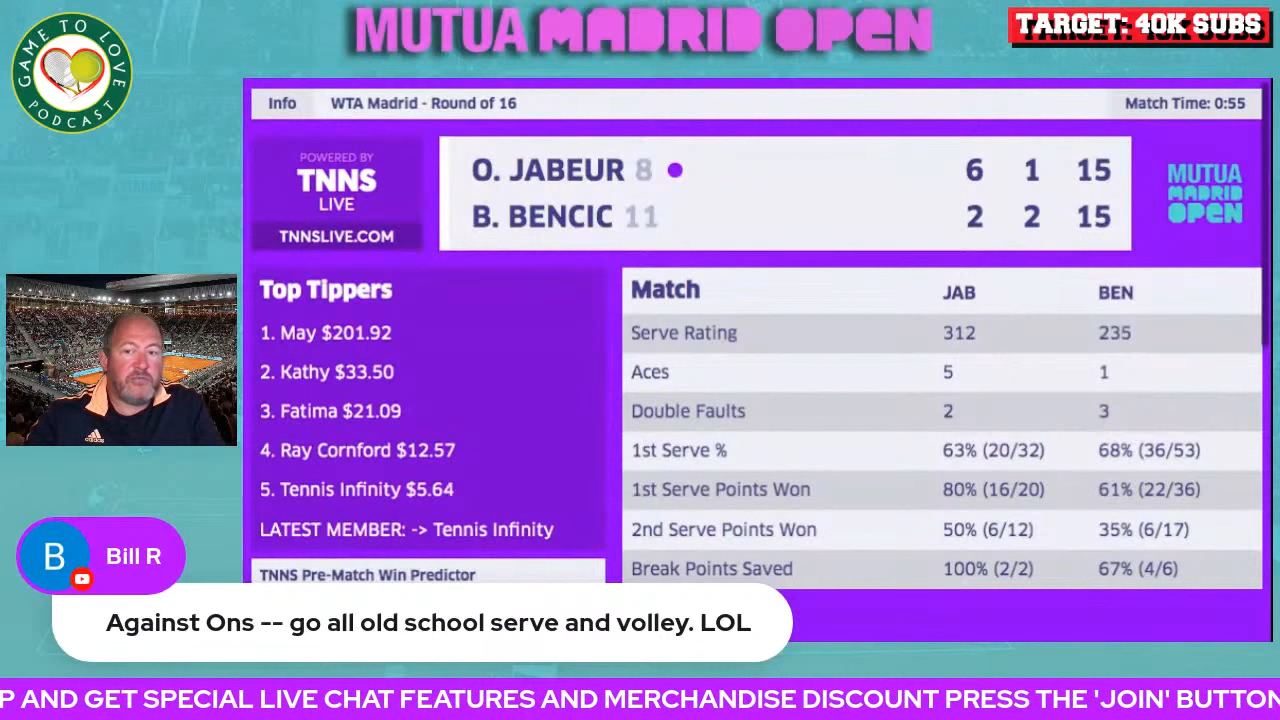 GAME TO LOVE
PODCAST
MUTUA MADRID OPEN
TARGET: 40K SUBS
Info WTA Madrid - Round of 16 Match Time: 0:55
POWERED BY
TNNS
LIVE
TNNSLIVE.COM
O. JABEUR 8 6 1 15
B. BENCIC 11 2 2 15
MUTUA
MADRID
OPEN
Top Tippers
1. May $201.92
2. Kathy $33.50
3. Fatima $21.09
4. Ray Cornford $12.57
5. Tennis Infinity $5.64
LATEST MEMBER: -> Tennis Infinity
TNNS Pre-Match Win Predictor
Match JAB BEN
Serve Rating 312 235
Aces 5 1
Double Faults 2 3
1st Serve % 63% (20/32) 68% (36/53)
1st Serve Points Won 80% (16/20) 61% (22/36)
2nd Serve Points Won 50% (6/12) 35% (6/17)
Break Points Saved 100% (2/2) 67% (4/6)
adidas
B Bill R
Against Ons -- go all old school serve and volley. LOL
P AND GET SPECIAL LIVE CHAT FEATURES AND MERCHANDISE DISCOUNT PRESS THE 'JOIN' BUTTON